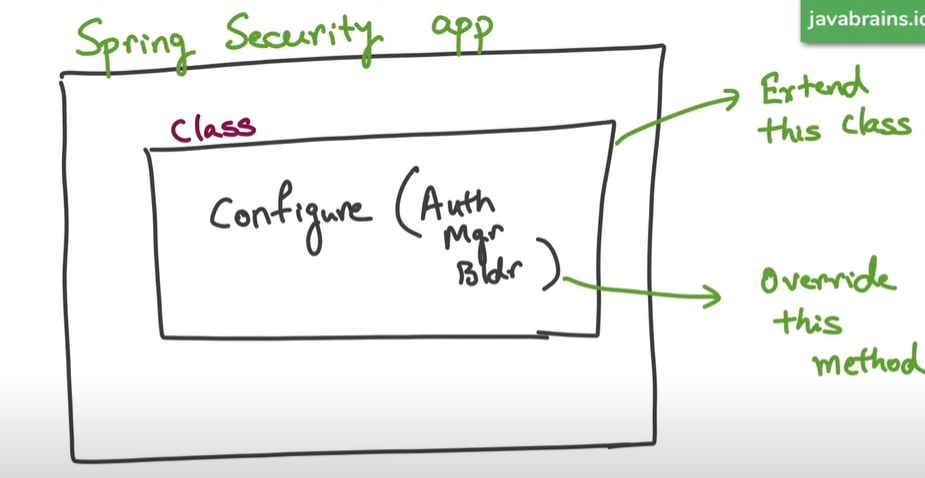 Spring Security app
javabrains.io
Class
Configure (Auth
Mgr
Bldr)
Extend
this class
Override
this
method